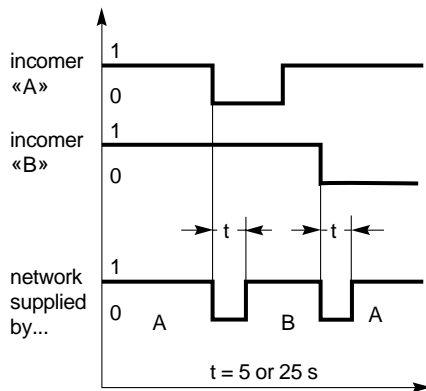 1
incomer
«A»
0
1
incomer
«B»
0
t
t
1
network
supplied
by...
0
A
B
A
t = 5 or 25 s